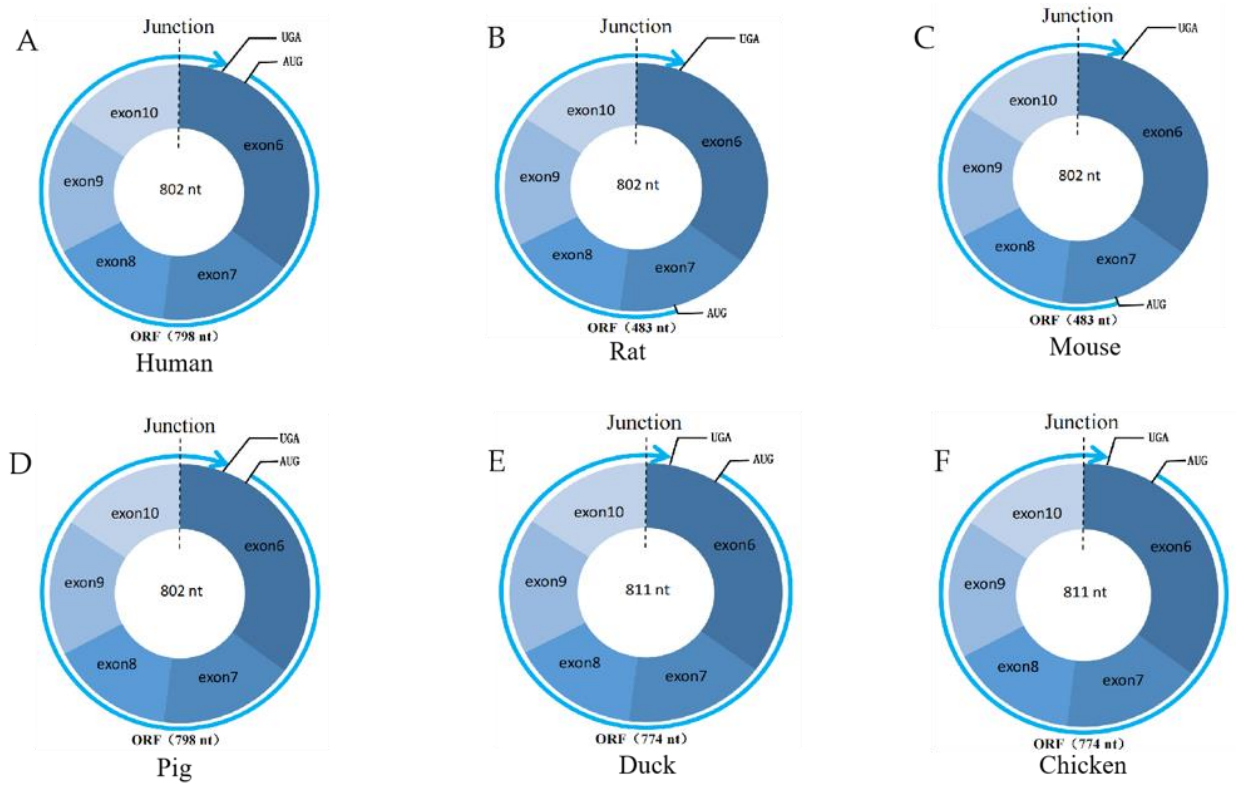 A
Junction
UGA
AUG
exon10
exon6
exon9
802 nt
exon8
exon7
ORF（798 nt）
Human
B
Junction
UGA
exon10
exon6
exon9
802 nt
exon8
exon7
AUG
ORF（483 nt）
Rat
C
Junction
UGA
exon10
exon6
exon9
802 nt
exon8
exon7
AUG
ORF（483 nt）
Mouse
D
Junction
UGA
AUG
exon10
exon6
exon9
802 nt
exon8
exon7
ORF（798 nt）
Pig
E
Junction
UGA
AUG
exon10
exon6
exon9
811 nt
exon8
exon7
ORF（774 nt）
Duck
F
Junction
UGA
AUG
exon10
exon6
exon9
811 nt
exon8
exon7
ORF（774 nt）
Chicken